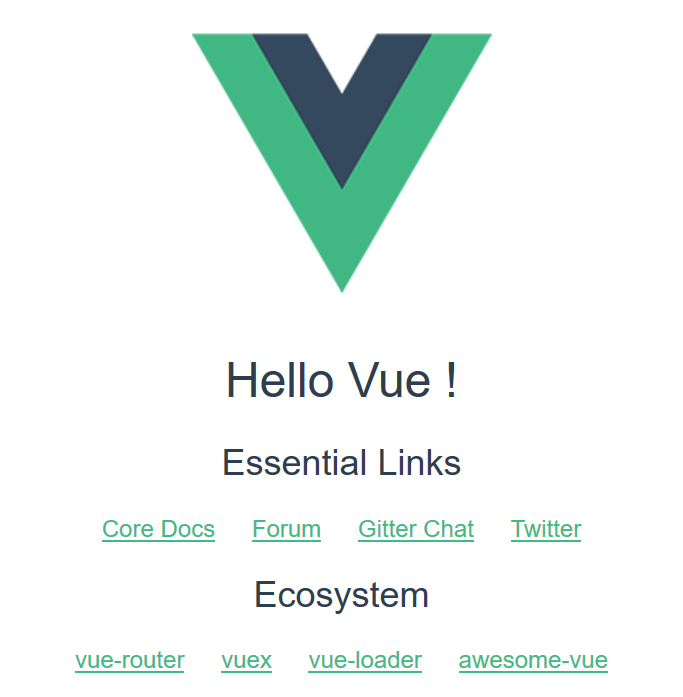 Hello Vue !
Essential Links
Core Docs Forum Gitter Chat Twitter
Ecosystem
vue-router vuex vue-loader awesome-vue